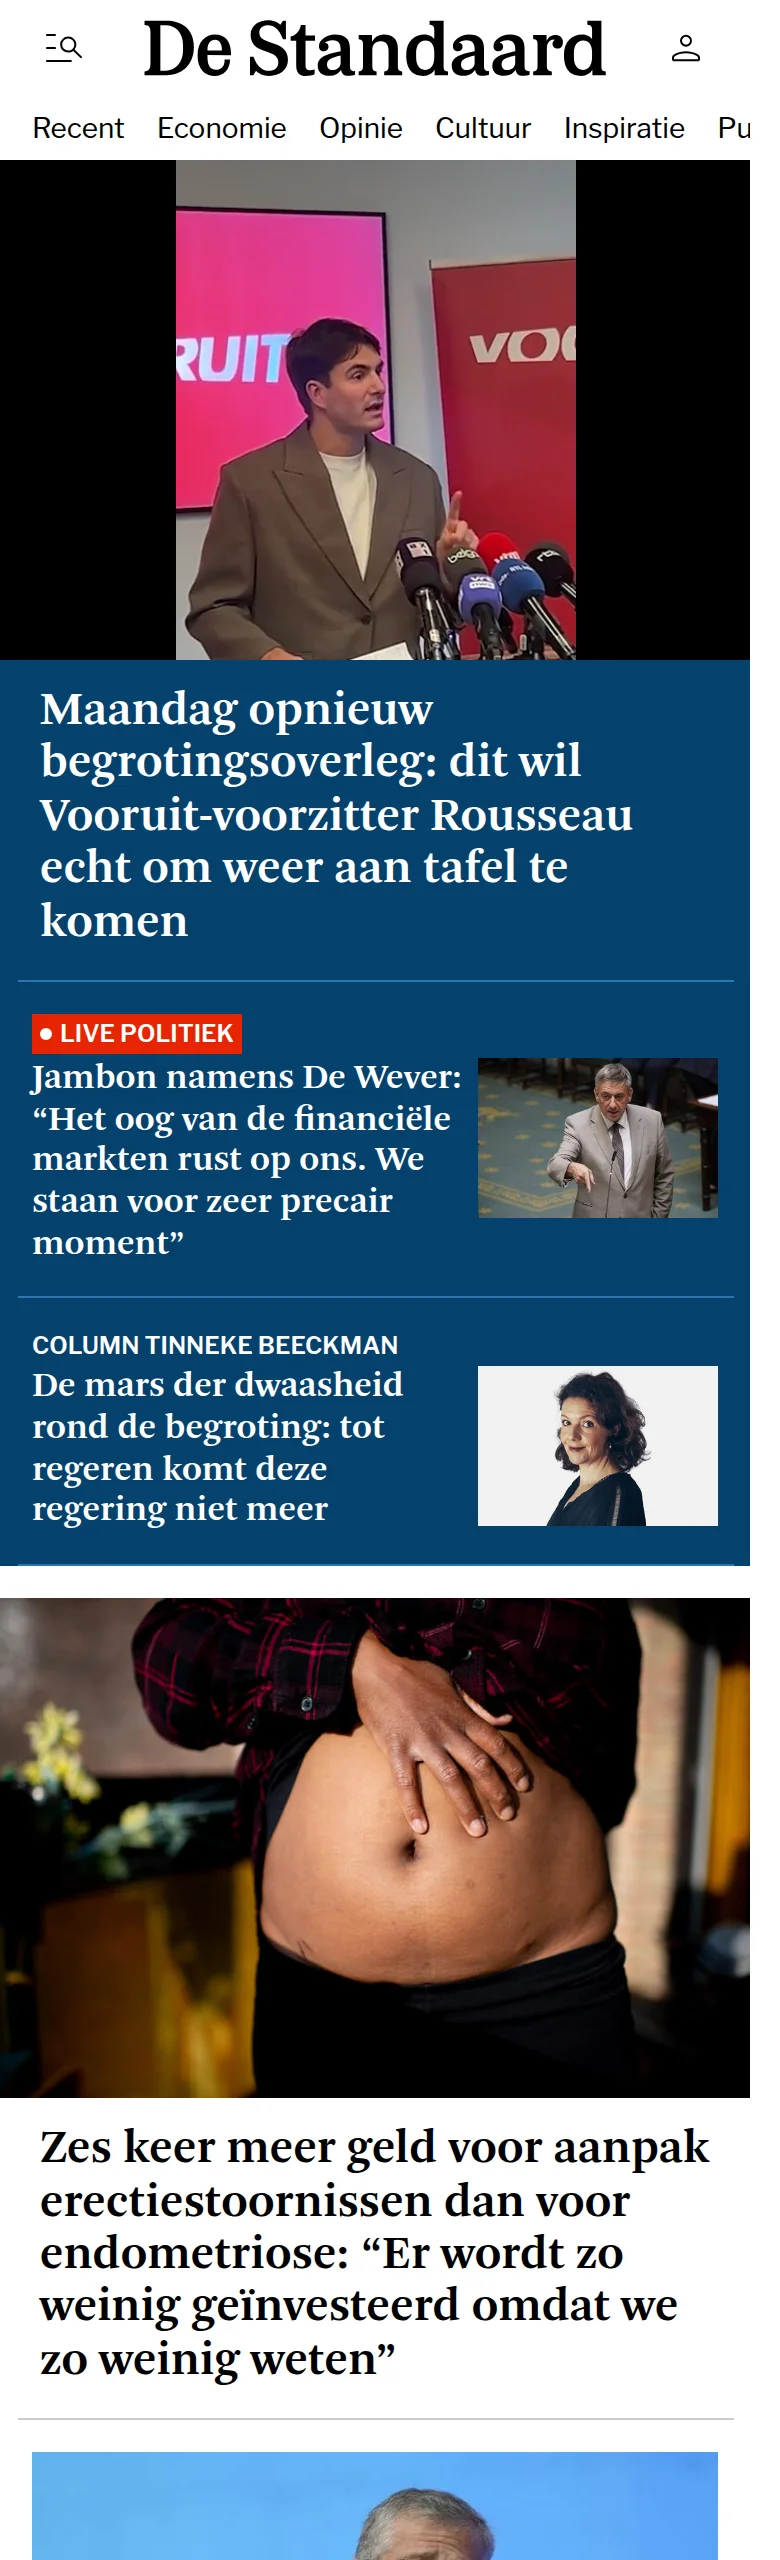 De Standaard
Recent Economie Opinie Cultuur Inspiratie Pu
RUIT
VOO
belga
vrt
Maandag opnieuw
begrotingsoverleg: dit wil
Vooruit-voorzitter Rousseau
echt om weer aan tafel te
komen
LIVE POLITIEK
Jambon namens De Wever:
“Het oog van de financiële
markten rust op ons. We
staan voor zeer precair
moment”
COLUMN TINNEKE BEECKMAN
De mars der dwaasheid
rond de begroting: tot
regeren komt deze
regering niet meer
Zes keer meer geld voor aanpak
erectiestoornissen dan voor
endometriose: “Er wordt zo
weinig geïnvesteerd omdat we
zo weinig weten”